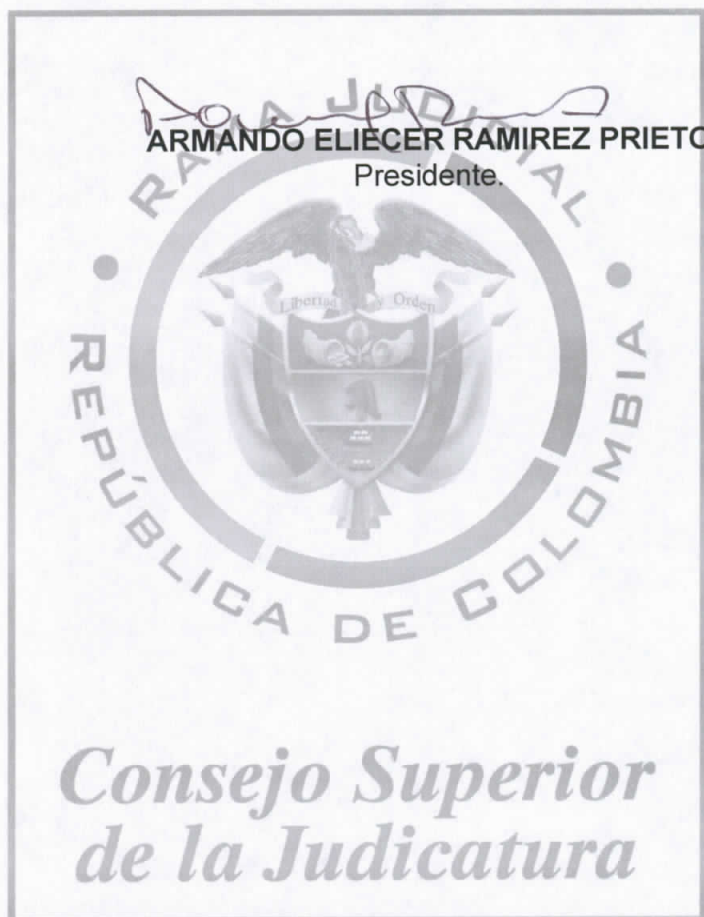 ARMANDO ELIECER RAMIREZ PRIETO
Presidente.
RAMA JUDICIAL
REPÚBLICA DE COLOMBIA
Libertad y Orden
Consejo Superior
de la Judicatura